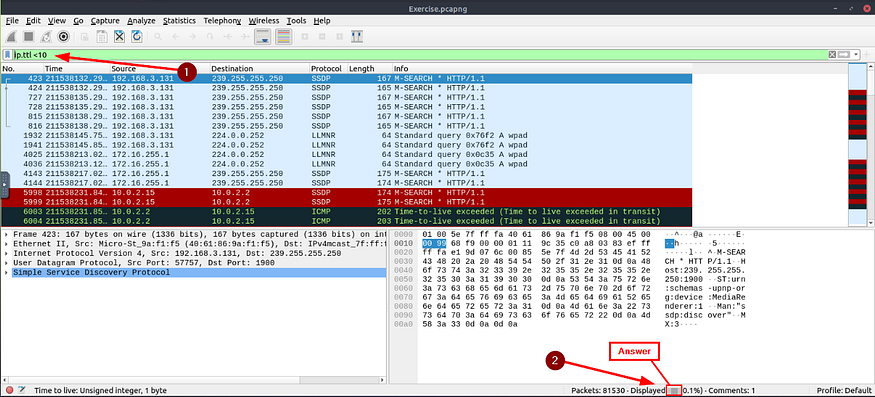 Exercise.pcapng
File Edit View Go Capture Analyze Statistics Telephony Wireless Tools Help
ip.ttl <10
1
No. Time Source Destination Protocol Length Info
423 211538132.29… 192.168.3.131 239.255.255.250 SSDP 167 M-SEARCH * HTTP/1.1
424 211538132.29… 192.168.3.131 239.255.255.250 SSDP 165 M-SEARCH * HTTP/1.1
727 211538135.29… 192.168.3.131 239.255.255.250 SSDP 167 M-SEARCH * HTTP/1.1
728 211538135.29… 192.168.3.131 239.255.255.250 SSDP 165 M-SEARCH * HTTP/1.1
815 211538138.29… 192.168.3.131 239.255.255.250 SSDP 167 M-SEARCH * HTTP/1.1
816 211538138.29… 192.168.3.131 239.255.255.250 SSDP 165 M-SEARCH * HTTP/1.1
1932 211538145.75… 192.168.3.131 224.0.0.252 LLMNR 64 Standard query 0x76f2 A wpad
1941 211538145.85… 192.168.3.131 224.0.0.252 LLMNR 64 Standard query 0x76f2 A wpad
4025 211538213.02… 172.16.255.1 224.0.0.252 LLMNR 64 Standard query 0x0c35 A wpad
4036 211538213.12… 172.16.255.1 224.0.0.252 LLMNR 64 Standard query 0x0c35 A wpad
4143 211538217.02… 172.16.255.1 239.255.255.250 SSDP 175 M-SEARCH * HTTP/1.1
4144 211538217.02… 172.16.255.1 239.255.255.250 SSDP 175 M-SEARCH * HTTP/1.1
5998 211538231.84… 10.0.2.15 10.0.2.2 SSDP 174 M-SEARCH * HTTP/1.1
5999 211538231.84… 10.0.2.15 10.0.2.2 SSDP 175 M-SEARCH * HTTP/1.1
6003 211538231.85… 10.0.2.2 10.0.2.15 ICMP 202 Time-to-live exceeded (Time to live exceeded in transit)
6004 211538231.85… 10.0.2.2 10.0.2.15 ICMP 203 Time-to-live exceeded (Time to live exceeded in transit)
Frame 423: 167 bytes on wire (1336 bits), 167 bytes captured (1336 bits) on int
Ethernet II, Src: Micro-St_9a:f1:f5 (40:61:86:9a:f1:f5), Dst: IPv4mcast_7f:ff:f
Internet Protocol Version 4, Src: 192.168.3.131, Dst: 239.255.255.250
User Datagram Protocol, Src Port: 57757, Dst Port: 1900
Simple Service Discovery Protocol
0000 01 00 5e 7f ff fa 40 61 86 9a f1 f5 08 00 45 00 ··^···@a ······E·
0010 00 99 68 f9 00 00 01 11 9c 35 c0 a8 03 83 ef ff ··h····· ·5······
ff fa e1 9d 07 6c 00 85 5e 7f 4d 2d 53 45 41 52
0030 43 48 20 2a 20 48 54 54 50 2f 31 2e 31 0d 0a 48 CH * HTT P/1.1··H
0040 6f 73 74 3a 32 33 39 2e 32 35 35 2e 32 35 35 2e ost:239. 255.255.
0050 32 35 30 3a 31 39 30 30 0d 0a 53 54 3a 75 72 6e 250:1900 ··ST:urn
0060 3a 73 63 68 65 6d 61 73 2d 75 70 6e 70 2d 6f 72 :schemas -upnp-or
0070 67 3a 64 65 76 69 63 65 3a 4d 65 64 69 61 52 65 g:device :MediaRe
0080 6e 64 65 72 65 72 3a 31 0d 0a 4d 61 6e 3a 22 73 nderer:1 ··Man:"s
0090 73 64 70 3a 64 69 73 63 6f 76 65 72 22 0d 0a 4d
00a0 58 3a 33 0d 0a 0d 0a X:3····
Answer
2
Time to live: Unsigned integer, 1 byte
Packets: 81530 · Displayed (0.1%) · Comments: 1
Profile: Default